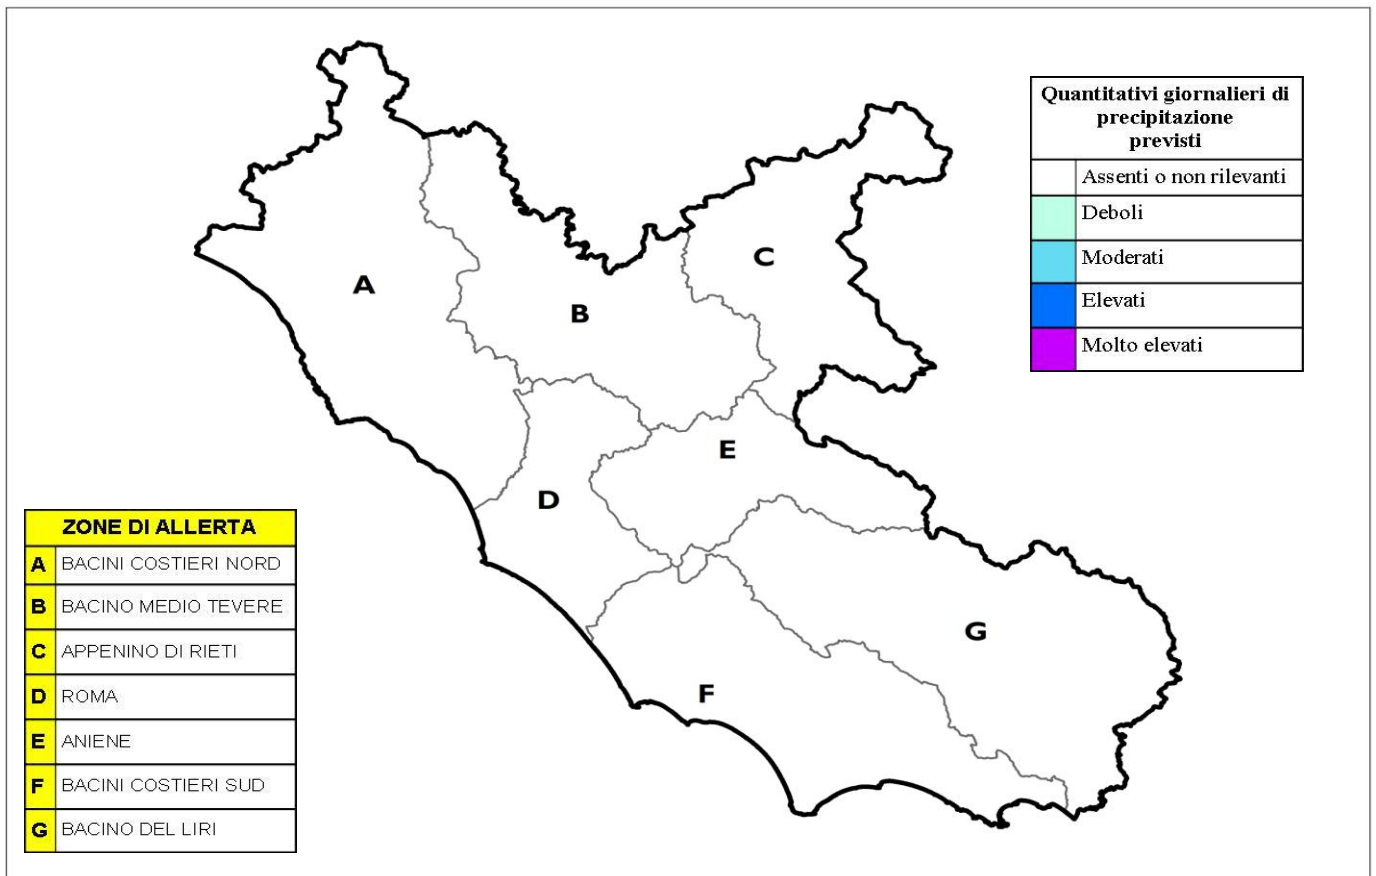 Quantitativi giornalieri di
precipitazione
previsti
Assenti o non rilevanti
Deboli
Moderati
Elevati
Molto elevati
A
B
C
D
E
F
G
ZONE DI ALLERTA
A BACINI COSTIERI NORD
B BACINO MEDIO TEVERE
C APPENINO DI RIETI
D ROMA
E ANIENE
F BACINI COSTIERI SUD
G BACINO DEL LIRI